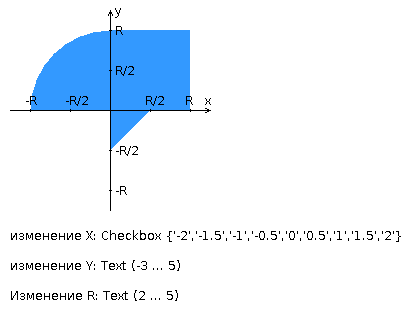 y
R
R/2
-R
-R/2
R/2
R
x
-R/2
-R
изменение X: Checkbox {'-2','-1.5','-1','-0.5','0','0.5','1','1.5','2'}
изменение Y: Text (-3 ... 5)
Изменение R: Text (2 ... 5)